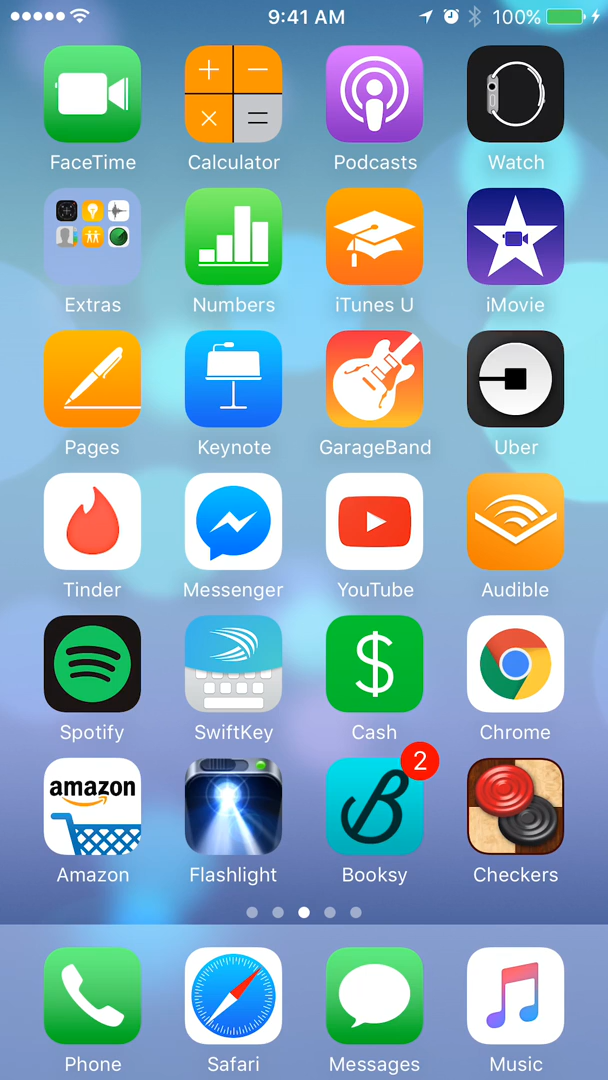 9:41 AM 100%
FaceTime Calculator Podcasts Watch
Extras Numbers iTunes U iMovie
Pages Keynote GarageBand Uber
Tinder Messenger YouTube Audible
$
Spotify SwiftKey Cash Chrome
2
amazon B
Amazon Flashlight Booksy Checkers
Phone Safari Messages Music